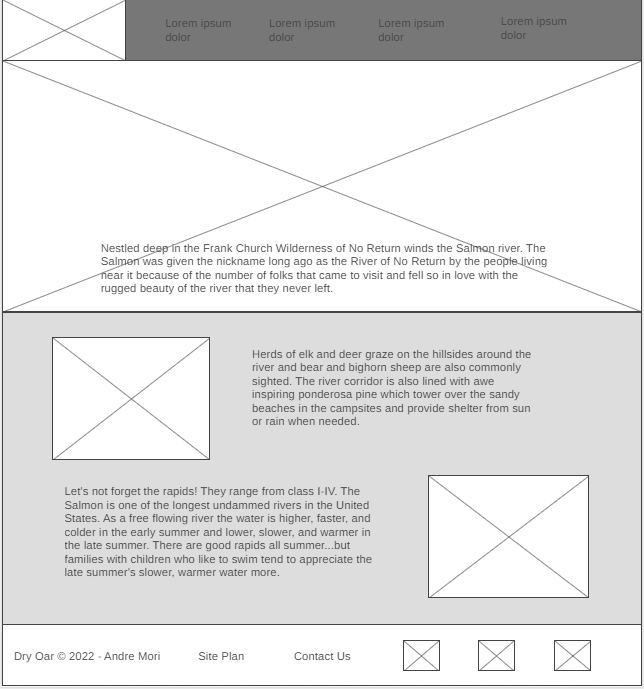 Lorem ipsum
dolor
Lorem ipsum
dolor
Lorem ipsum
dolor
Lorem ipsum
dolor
Nestled deep in the Frank Church Wilderness of No Return winds the Salmon river. The
Salmon was given the nickname long ago as the River of No Return by the people living
near it because of the number of folks that came to visit and fell so in love with the
rugged beauty of the river that they never left.
Herds of elk and deer graze on the hillsides around the
river and bear and bighorn sheep are also commonly
sighted. The river corridor is also lined with awe
inspiring ponderosa pine which tower over the sandy
beaches in the campsites and provide shelter from sun
or rain when needed.
Let's not forget the rapids! They range from class I-IV. The
Salmon is one of the longest undammed rivers in the United
States. As a free flowing river the water is higher, faster, and
colder in the early summer and lower, slower, and warmer in
the late summer. There are good rapids all summer...but
families with children who like to swim tend to appreciate the
late summer's slower, warmer water more.
Dry Oar © 2022 - Andre Mori Site Plan Contact Us